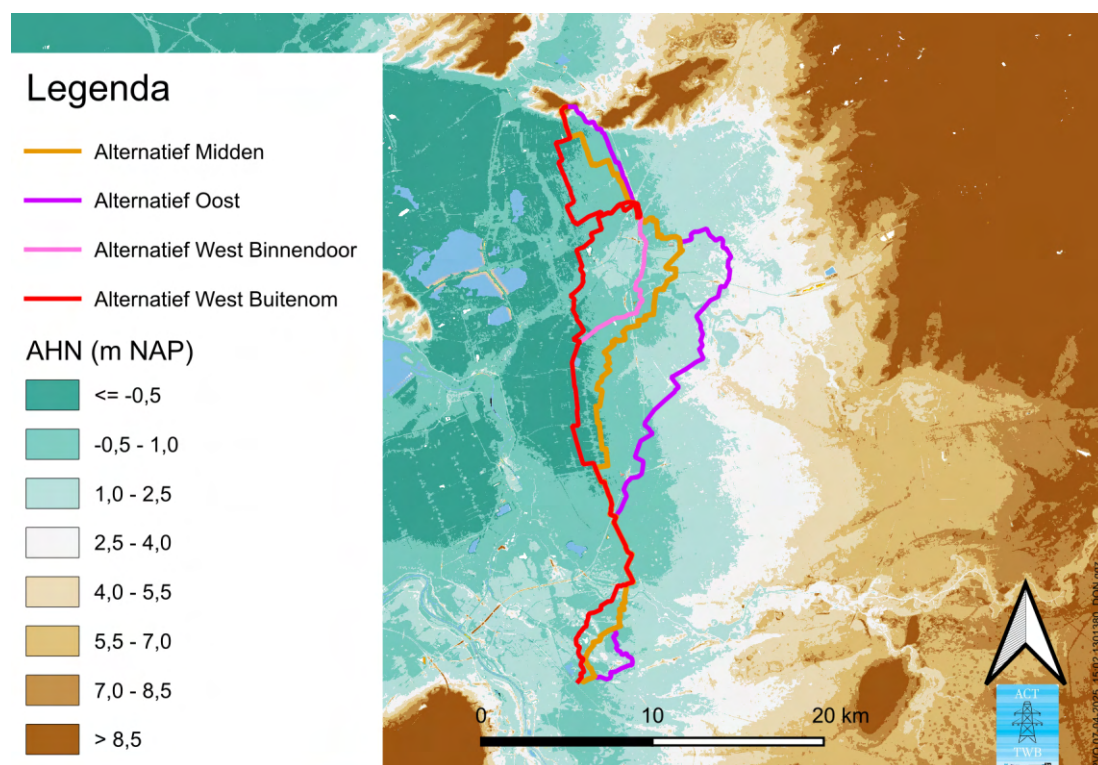 Legenda
Alternatief Midden
Alternatief Oost
Alternatief West Binnendoor
Alternatief West Buitenom
AHN (m NAP)
<= -0,5
-0,5 - 1,0
1,0 - 2,5
2,5 - 4,0
4,0 - 5,5
5,5 - 7,0
7,0 - 8,5
> 8,5
0 10 20 km
ACT
TWB